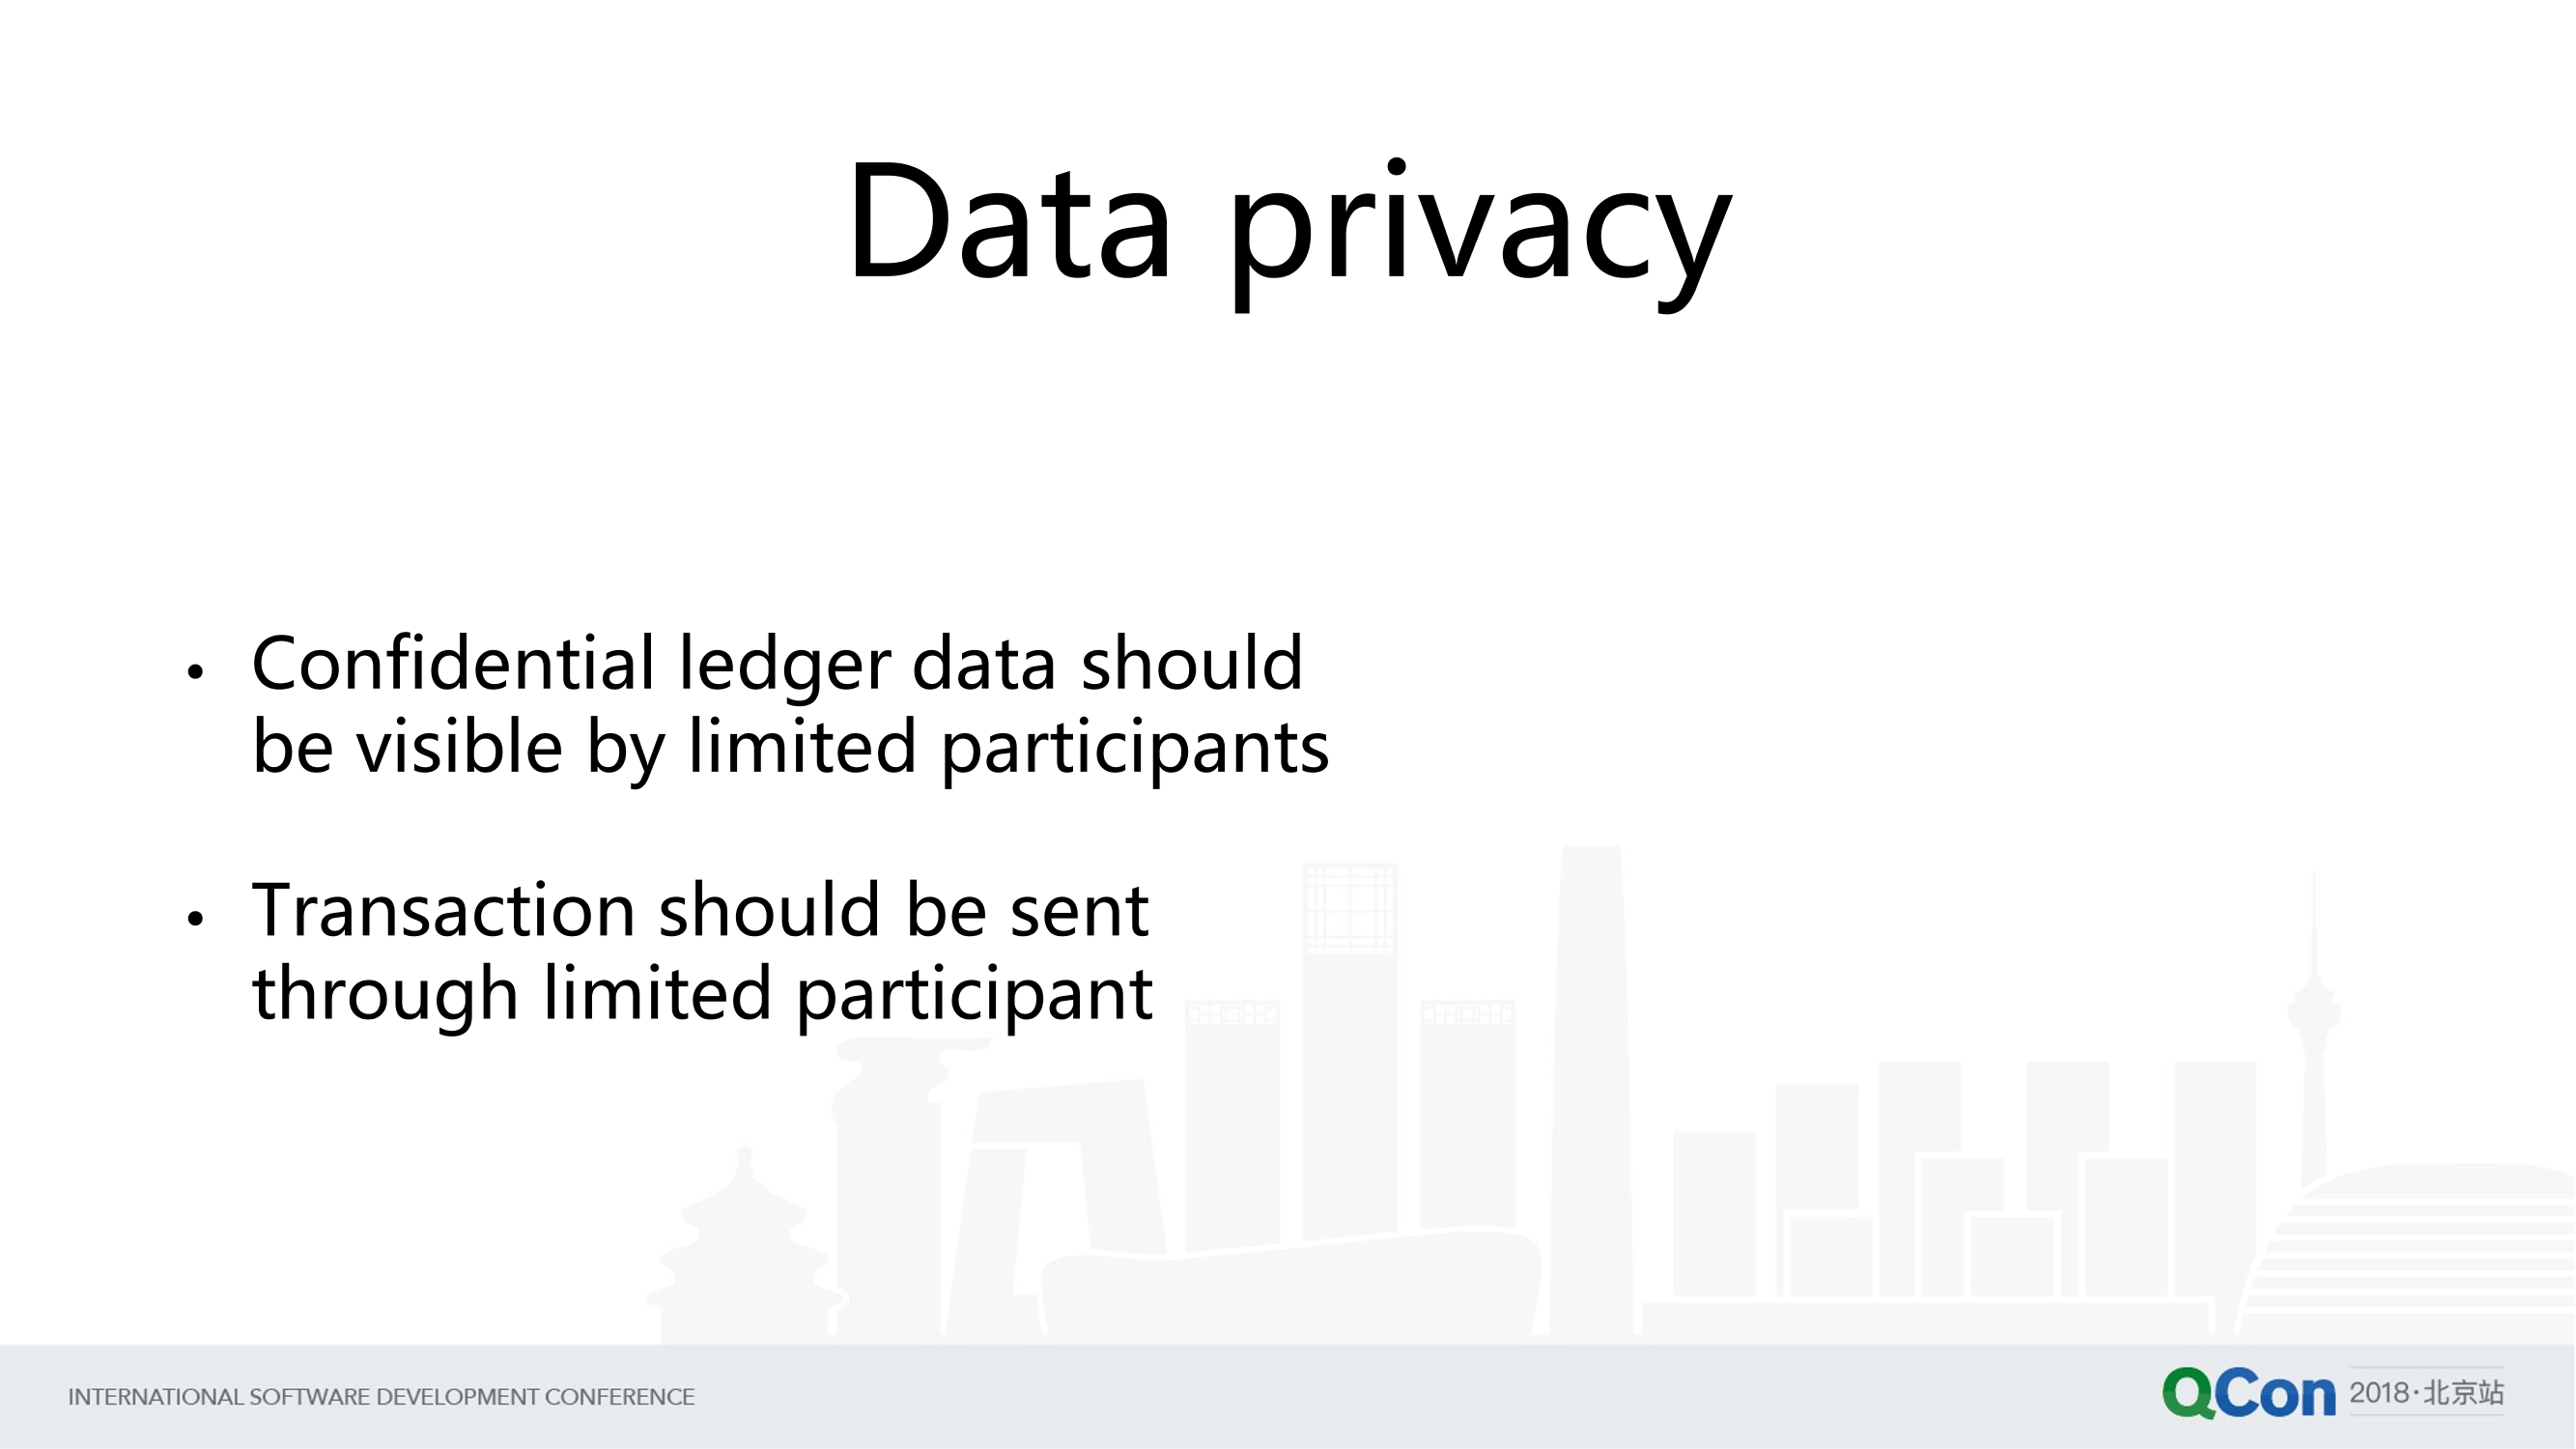 Data privacy
• Confidential ledger data should
be visible by limited participants
• Transaction should be sent
through limited participant
INTERNATIONAL SOFTWARE DEVELOPMENT CONFERENCE
QCon 2018·北京站